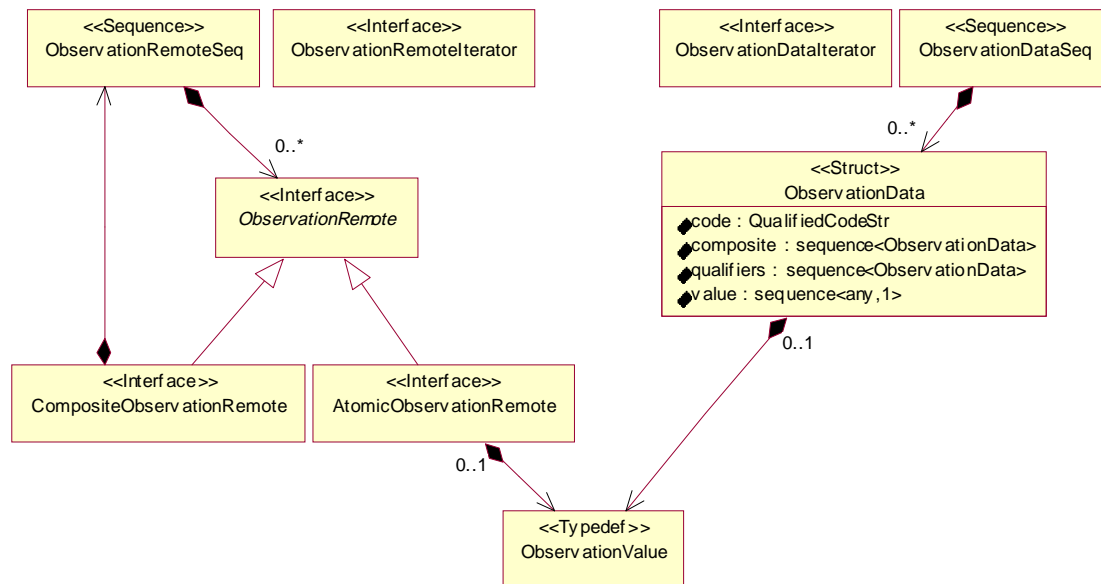 <<Sequence>>
ObservationRemoteSeq
<<Interface>>
ObservationRemoteIterator
<<Interface>>
ObservationDataIterator
<<Sequence>>
ObservationDataSeq
0..*
0..*
<<Interface>>
ObservationRemote
<<Struct>>
ObservationData
code : QualifiedCodeStr
composite : sequence<ObservationData>
qualifiers : sequence<ObservationData>
value : sequence<any,1>
0..1
<<Interface>>
CompositeObservationRemote
<<Interface>>
AtomicObservationRemote
0..1
<<Typedef>>
ObservationValue